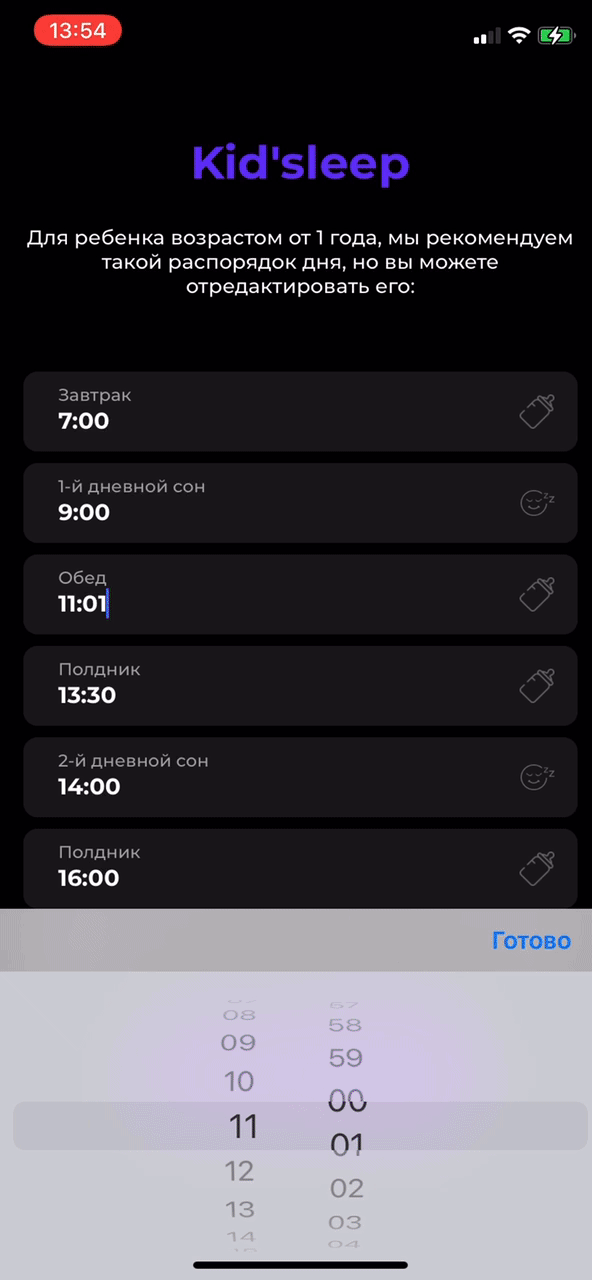 13:54
Kid'sleep
Для ребенка возрастом от 1 года, мы рекомендуем
такой распорядок дня, но вы можете
отредактировать его:
Завтрак
7:00
1-й дневной сон
9:00
Обед
11:01
Полдник
13:30
2-й дневной сон
14:00
Полдник
16:00
Готово
57
08 58
09 59
10 00
11 01
12 02
13 03
14 04